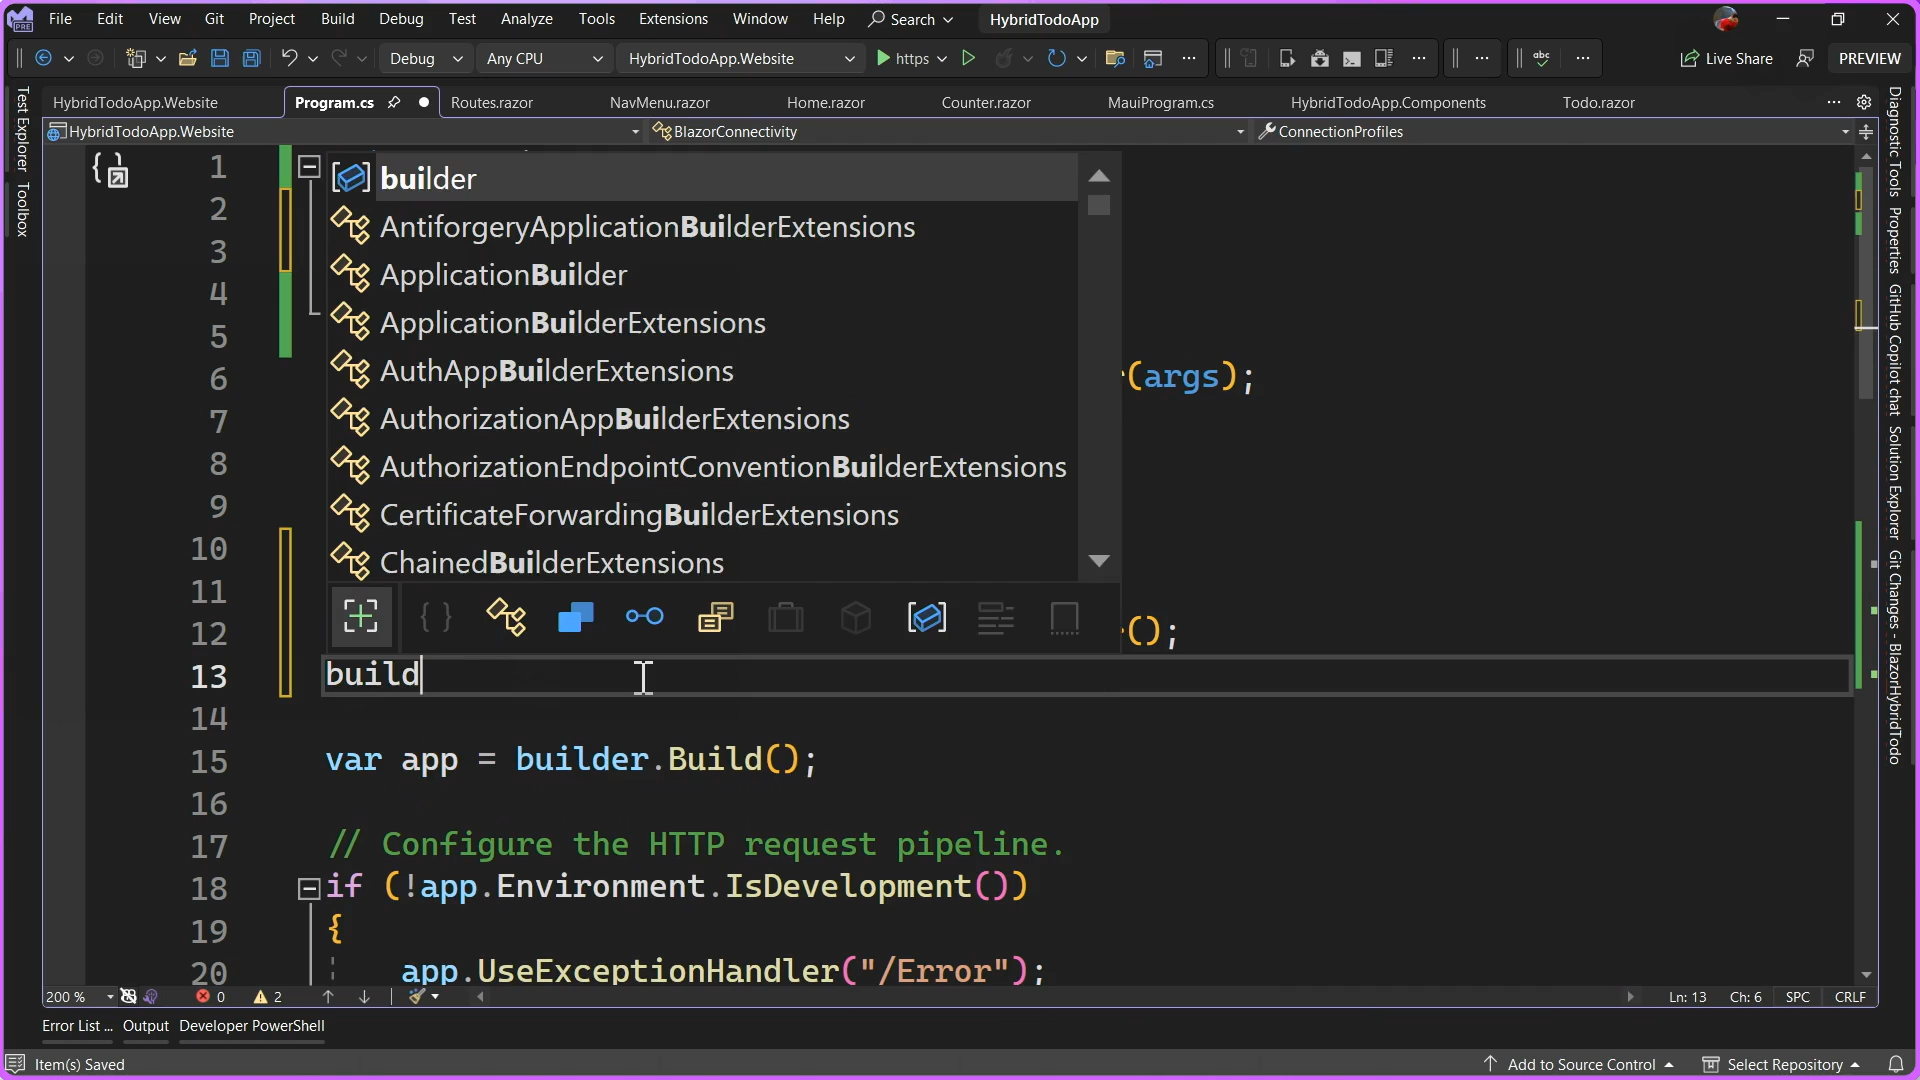 File Edit View Git Project Build Debug Test Analyze Tools Extensions Window Help Search HybridTodoApp
PRE
Debug Any CPU HybridTodoApp.Website https abc Live Share PREVIEW
HybridTodoApp.Website Program.cs Routes.razor NavMenu.razor Home.razor Counter.razor MauiProgram.cs HybridTodoApp.Components Todo.razor
HybridTodoApp.Website BlazorConnectivity ConnectionProfiles
Test Explorer
Toolbox
1
2
3
4
5
6
7
8
9
10
11
12
13
14
15
16
17
18
19
20
builder
AntiforgeryApplicationBuilderExtensions
ApplicationBuilder
ApplicationBuilderExtensions
AuthAppBuilderExtensions
AuthorizationAppBuilderExtensions
AuthorizationEndpointConventionBuilderExtensions
CertificateForwardingBuilderExtensions
ChainedBuilderExtensions
(args);
();
build
var app = builder.Build();
// Configure the HTTP request pipeline.
if (!app.Environment.IsDevelopment())
{
app.UseExceptionHandler("/Error");
Diagnostic Tools
Properties
GitHub Copilot chat
Solution Explorer
Git Changes - BlazorHybridTodo
200 % 0 2 Ln: 13 Ch: 6 SPC CRLF
Error List ... Output Developer PowerShell
Item(s) Saved Add to Source Control Select Repository